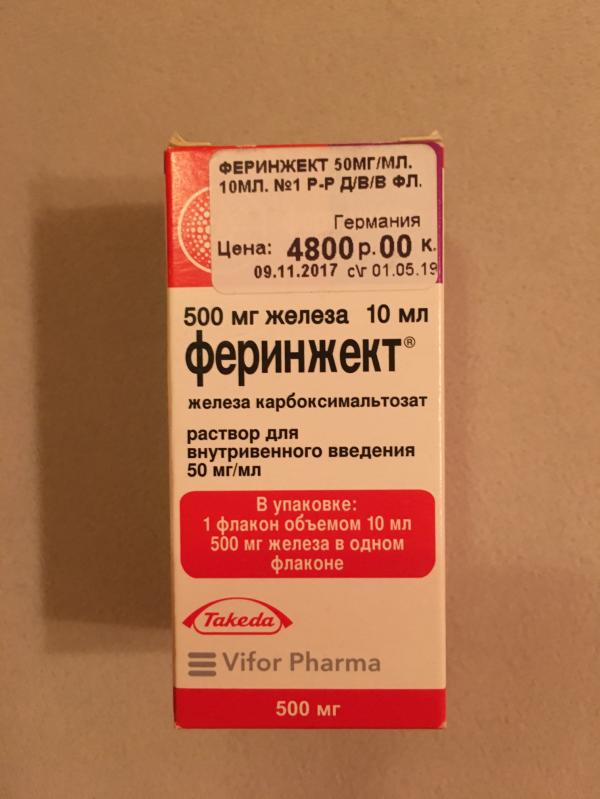 ФЕРИНЖЕКТ 50МГ/МЛ.
10МЛ. №1 Р-Р Д/В/В ФЛ.
Германия
Цена: 4800р.00 к.
09.11.2017 с\г 01.05.19
500 мг железа 10 мл
феринжект®
железа карбоксимальтозат
раствор для
внутривенного введения
50 мг/мл
В упаковке:
1 флакон объемом 10 мл
500 мг железа в одном
флаконе
Takeda
Vifor Pharma
500 мг